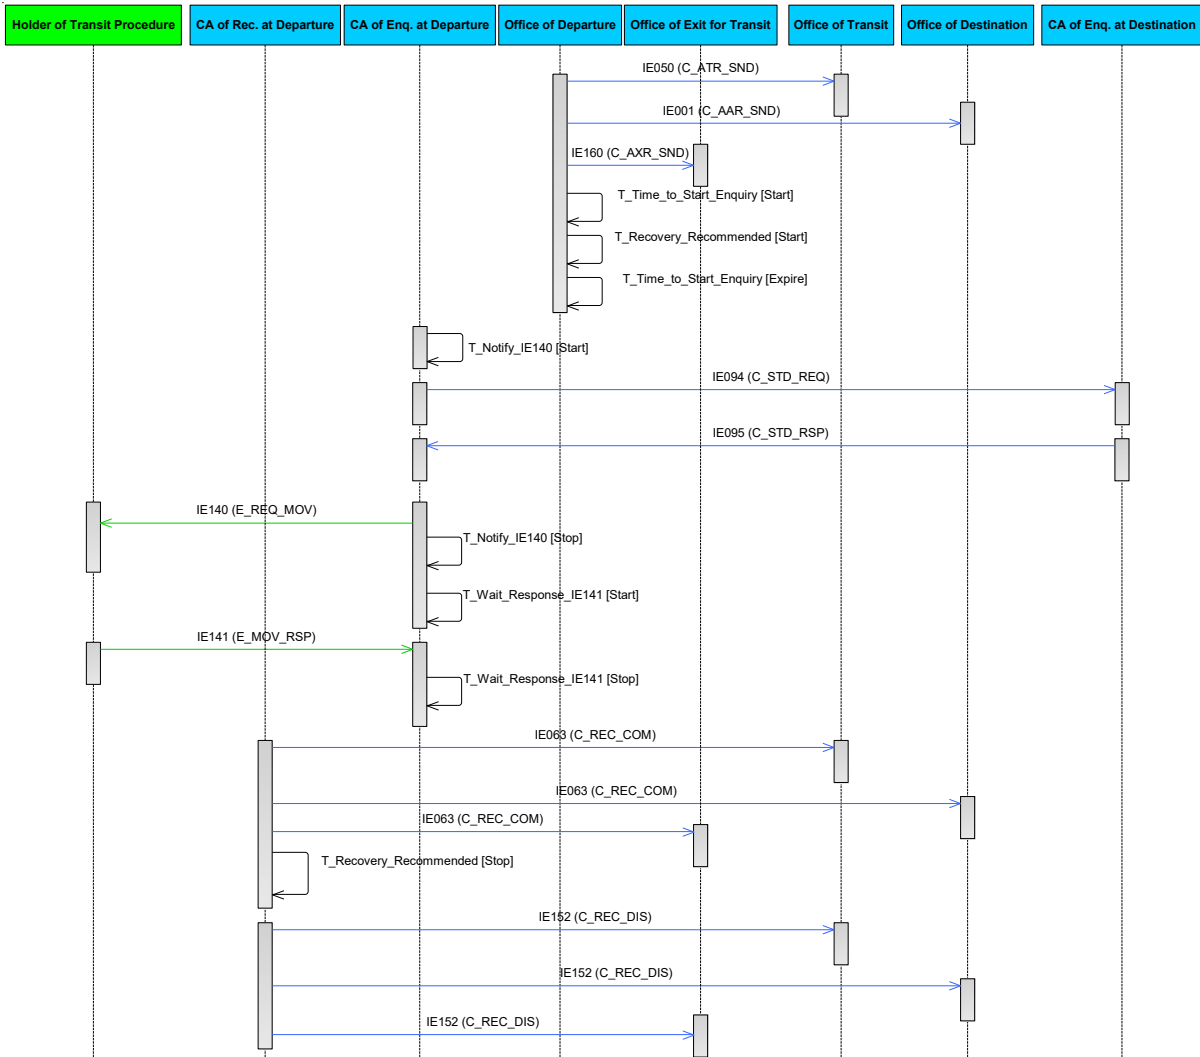 Holder of Transit Procedure
CA of Rec. at Departure
CA of Enq. at Departure
Office of Departure
Office of Exit for Transit
Office of Transit
Office of Destination
CA of Enq. at Destination
IE050 (C_ATR_SND)
IE001 (C_AAR_SND)
IE160 (C_AXR_SND)
T_Time_to_Start_Enquiry [Start]
T_Recovery_Recommended [Start]
T_Time_to_Start_Enquiry [Expire]
T_Notify_IE140 [Start]
IE094 (C_STD_REQ)
IE095 (C_STD_RSP)
IE140 (E_REQ_MOV)
T_Notify_IE140 [Stop]
T_Wait_Response_IE141 [Start]
IE141 (E_MOV_RSP)
T_Wait_Response_IE141 [Stop]
IE063 (C_REC_COM)
IE063 (C_REC_COM)
IE063 (C_REC_COM)
T_Recovery_Recommended [Stop]
IE152 (C_REC_DIS)
IE152 (C_REC_DIS)
IE152 (C_REC_DIS)